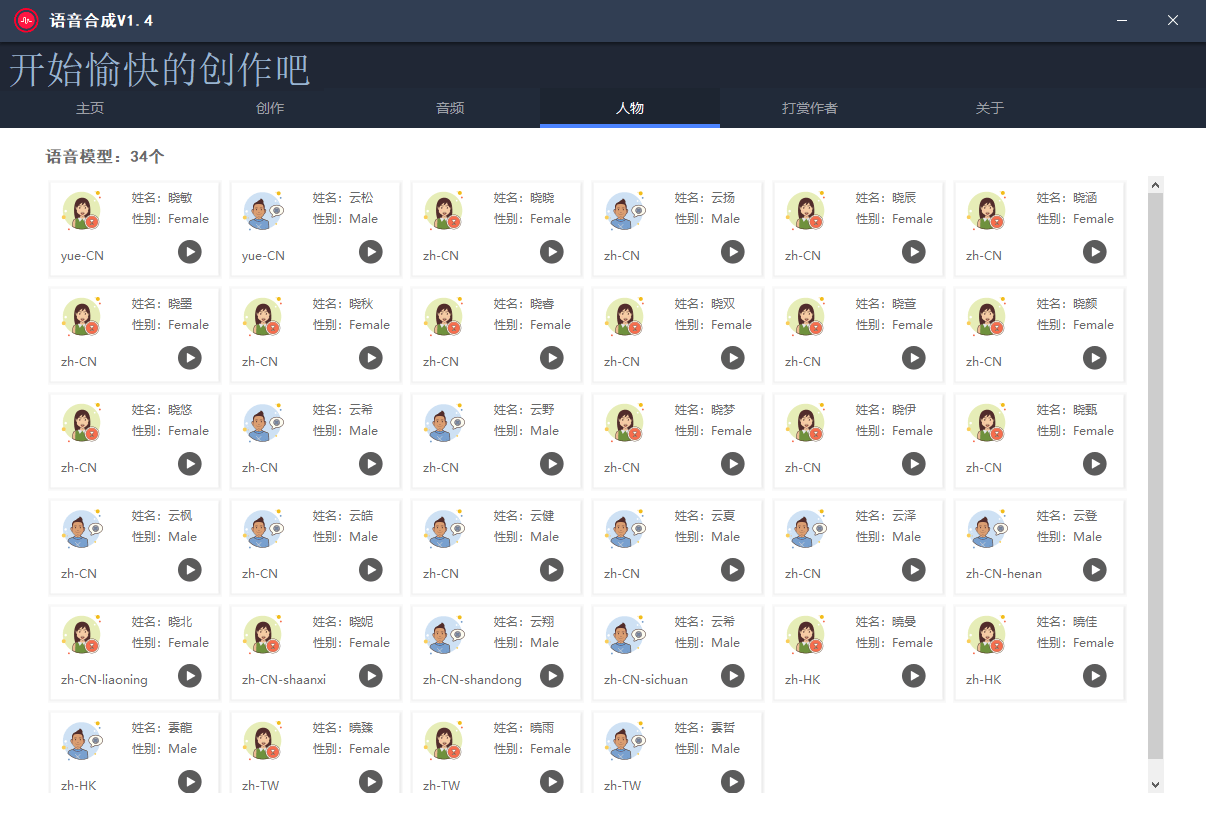 语音合成V1.4
开始愉快的创作吧
主页 创作 音频 人物 打赏作者 关于
语音模型：34个
姓名：晓敏 姓名：云松 姓名：晓晓 姓名：云扬 姓名：晓辰 姓名：晓涵
性别：Female 性别：Male 性别：Female 性别：Male 性别：Female 性别：Female
yue-CN yue-CN zh-CN zh-CN zh-CN zh-CN
姓名：晓墨 姓名：晓秋 姓名：晓睿 姓名：晓双 姓名：晓萱 姓名：晓颜
性别：Female 性别：Female 性别：Female 性别：Female 性别：Female 性别：Female
zh-CN zh-CN zh-CN zh-CN zh-CN zh-CN
姓名：晓悠 姓名：云希 姓名：云野 姓名：晓梦 姓名：晓伊 姓名：晓甄
性别：Female 性别：Male 性别：Male 性别：Female 性别：Female 性别：Female
zh-CN zh-CN zh-CN zh-CN zh-CN zh-CN
姓名：云枫 姓名：云皓 姓名：云健 姓名：云夏 姓名：云泽 姓名：云登
性别：Male 性别：Male 性别：Male 性别：Male 性别：Male 性别：Male
zh-CN zh-CN zh-CN zh-CN zh-CN zh-CN-henan
姓名：晓北 姓名：晓妮 姓名：云翔 姓名：云希 姓名：曉曼 姓名：曉佳
性别：Female 性别：Female 性别：Male 性别：Male 性别：Female 性别：Female
zh-CN-liaoning zh-CN-shaanxi zh-CN-shandong zh-CN-sichuan zh-HK zh-HK
姓名：雲龍 姓名：曉臻 姓名：曉雨 姓名：雲哲
性别：Male 性别：Female 性别：Female 性别：Male
zh-HK zh-TW zh-TW zh-TW